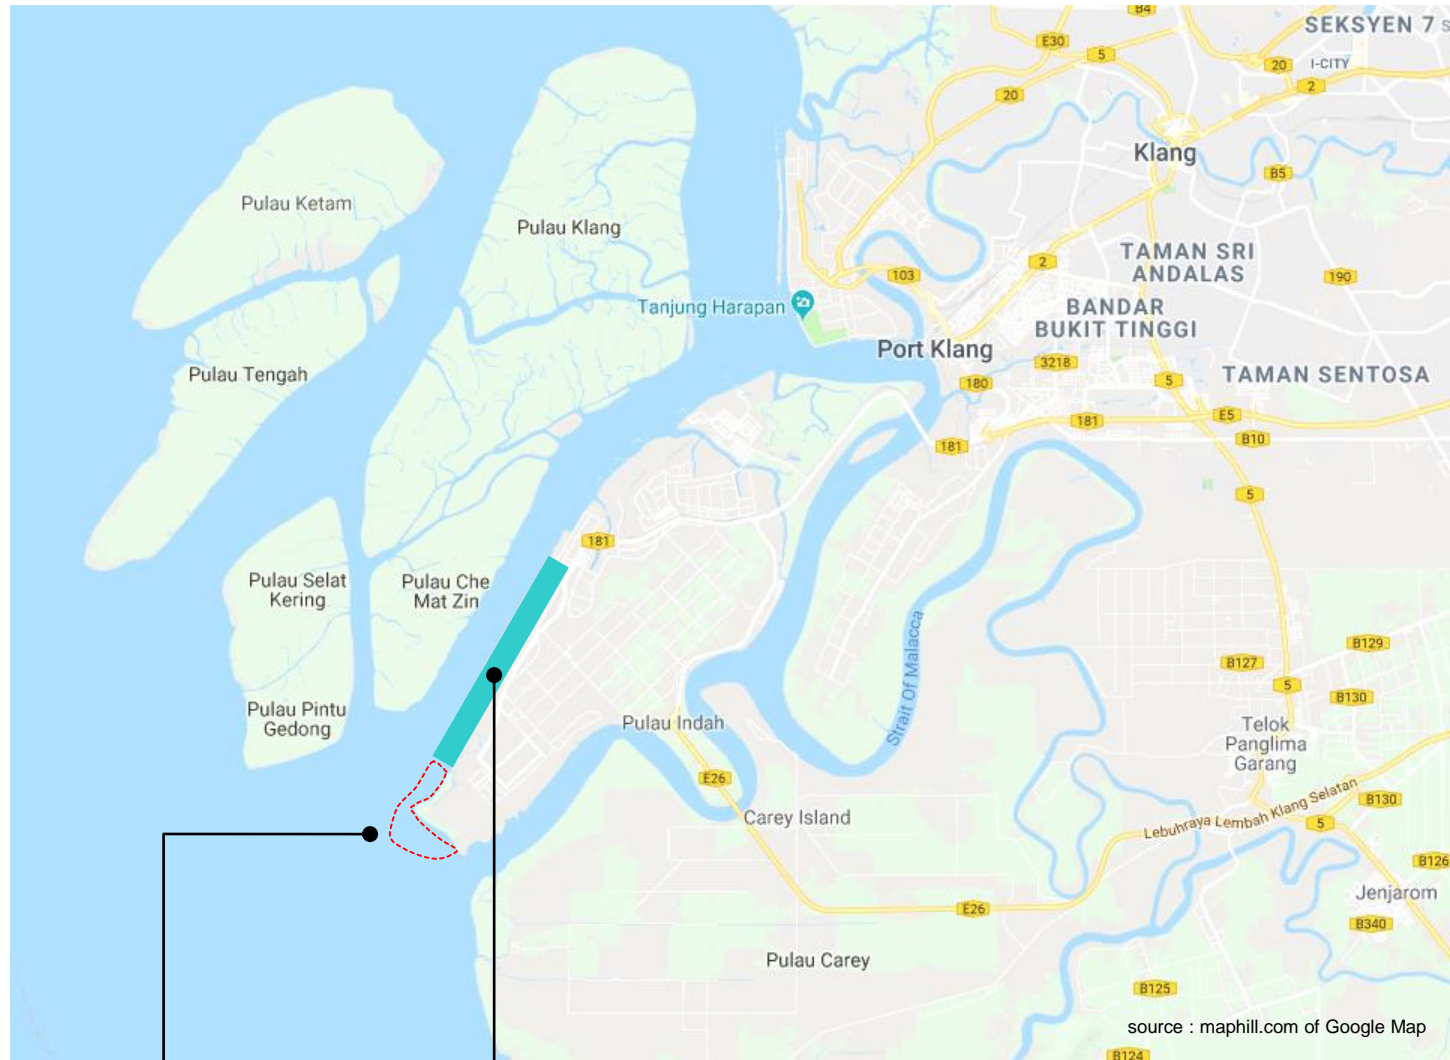 B4
SEKSYEN 7 S
E30
5
20
I-CITY
2
20
Klang
B5
Pulau Ketam
Pulau Klang
TAMAN SRI
ANDALAS
2
103
190
Tanjung Harapan
BANDAR
BUKIT TINGGI
Port Klang
3218
Pulau Tengah
180
5
TAMAN SENTOSA
181
E5
181
B10
5
181
Pulau Selat
Kering
Pulau Che
Mat Zin
Strait Of Malacca
B129
B127
5
B130
Pulau Pintu
Gedong
Pulau Indah
Telok
Panglima
Garang
E26
Carey Island
Lebuhraya Lembah Klang Selatan
B130
5
B126
Jenjarom
E26
B340
Pulau Carey
B125
source : maphill.com of Google Map
B124